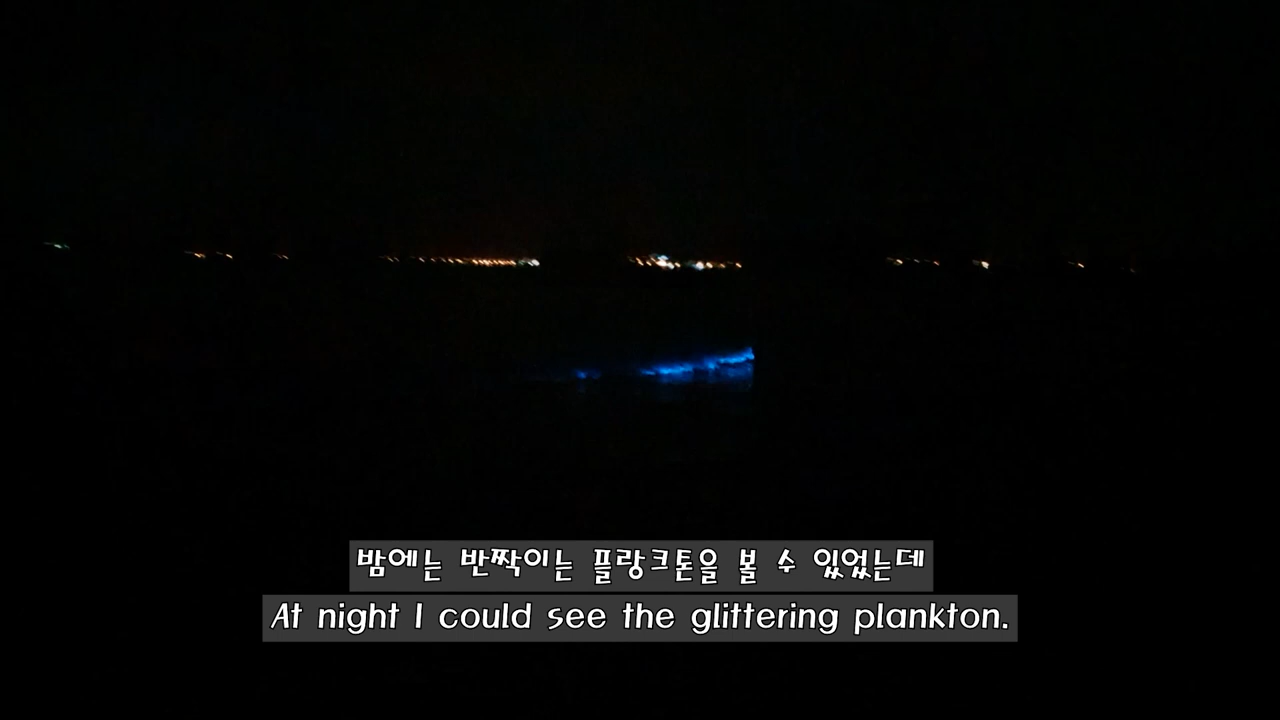 밤에는 반짝이는 플랑크톤을 볼 수 있었는데
At night I could see the glittering plankton.